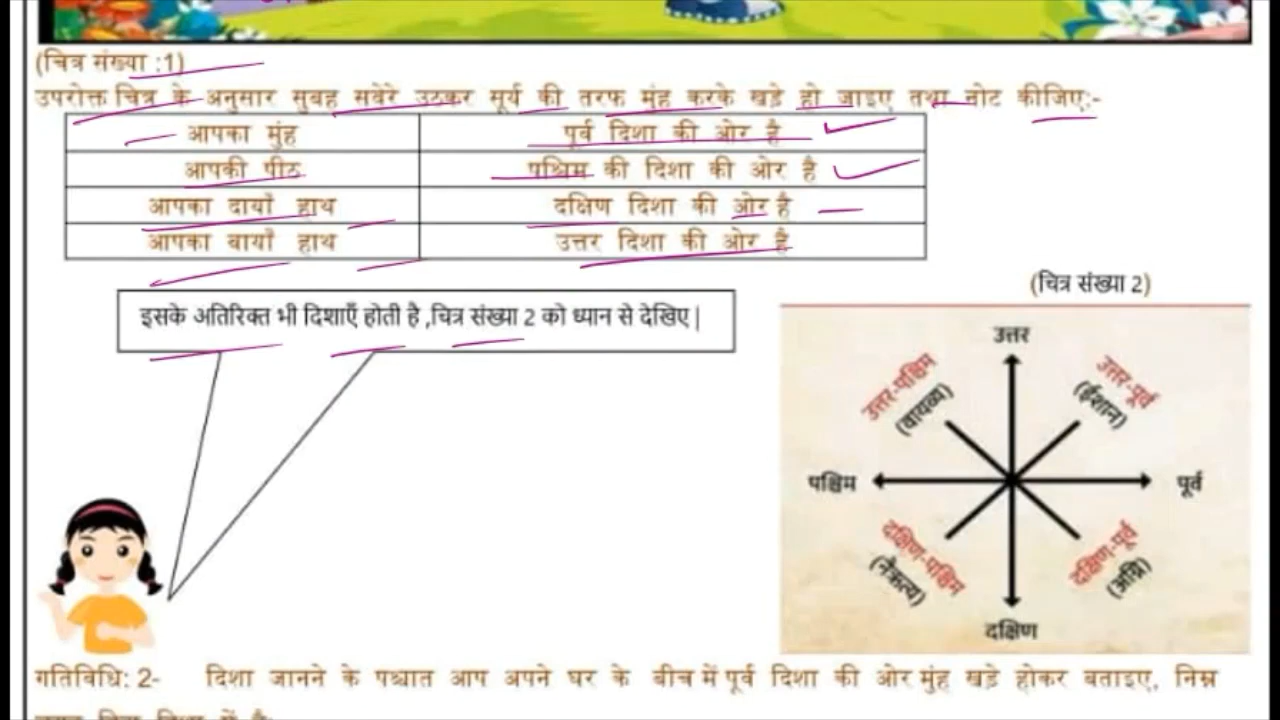 (चित्र संख्या :1)
उपरोक्त चित्र के अनुसार सुबह सवेरे उठकर सूर्य की तरफ मुंह करके खड़े हो जाइए तथा नोट कीजिए:-
आपका मुंह पूर्व दिशा की ओर है
आपकी पीठ पश्चिम की दिशा की ओर है
आपका दायाँ हाथ दक्षिण दिशा की ओर है
आपका बायाँ हाथ उत्तर दिशा की ओर है
इसके अतिरिक्त भी दिशाएँ होती है ,चित्र संख्या 2 को ध्यान से देखिए |
(चित्र संख्या 2)
उत्तर
उत्तर-पश्चिम
(वायव्य)
उत्तर-पूर्व
(ईशान)
पश्चिम
पूर्व
दक्षिण-पश्चिम
(नैऋत्य)
दक्षिण-पूर्व
(अग्नि)
दक्षिण
गतिविधि: 2- दिशा जानने के पश्चात आप अपने घर के बीच में पूर्व दिशा की ओर मुंह खड़े होकर बताइए, निम्न